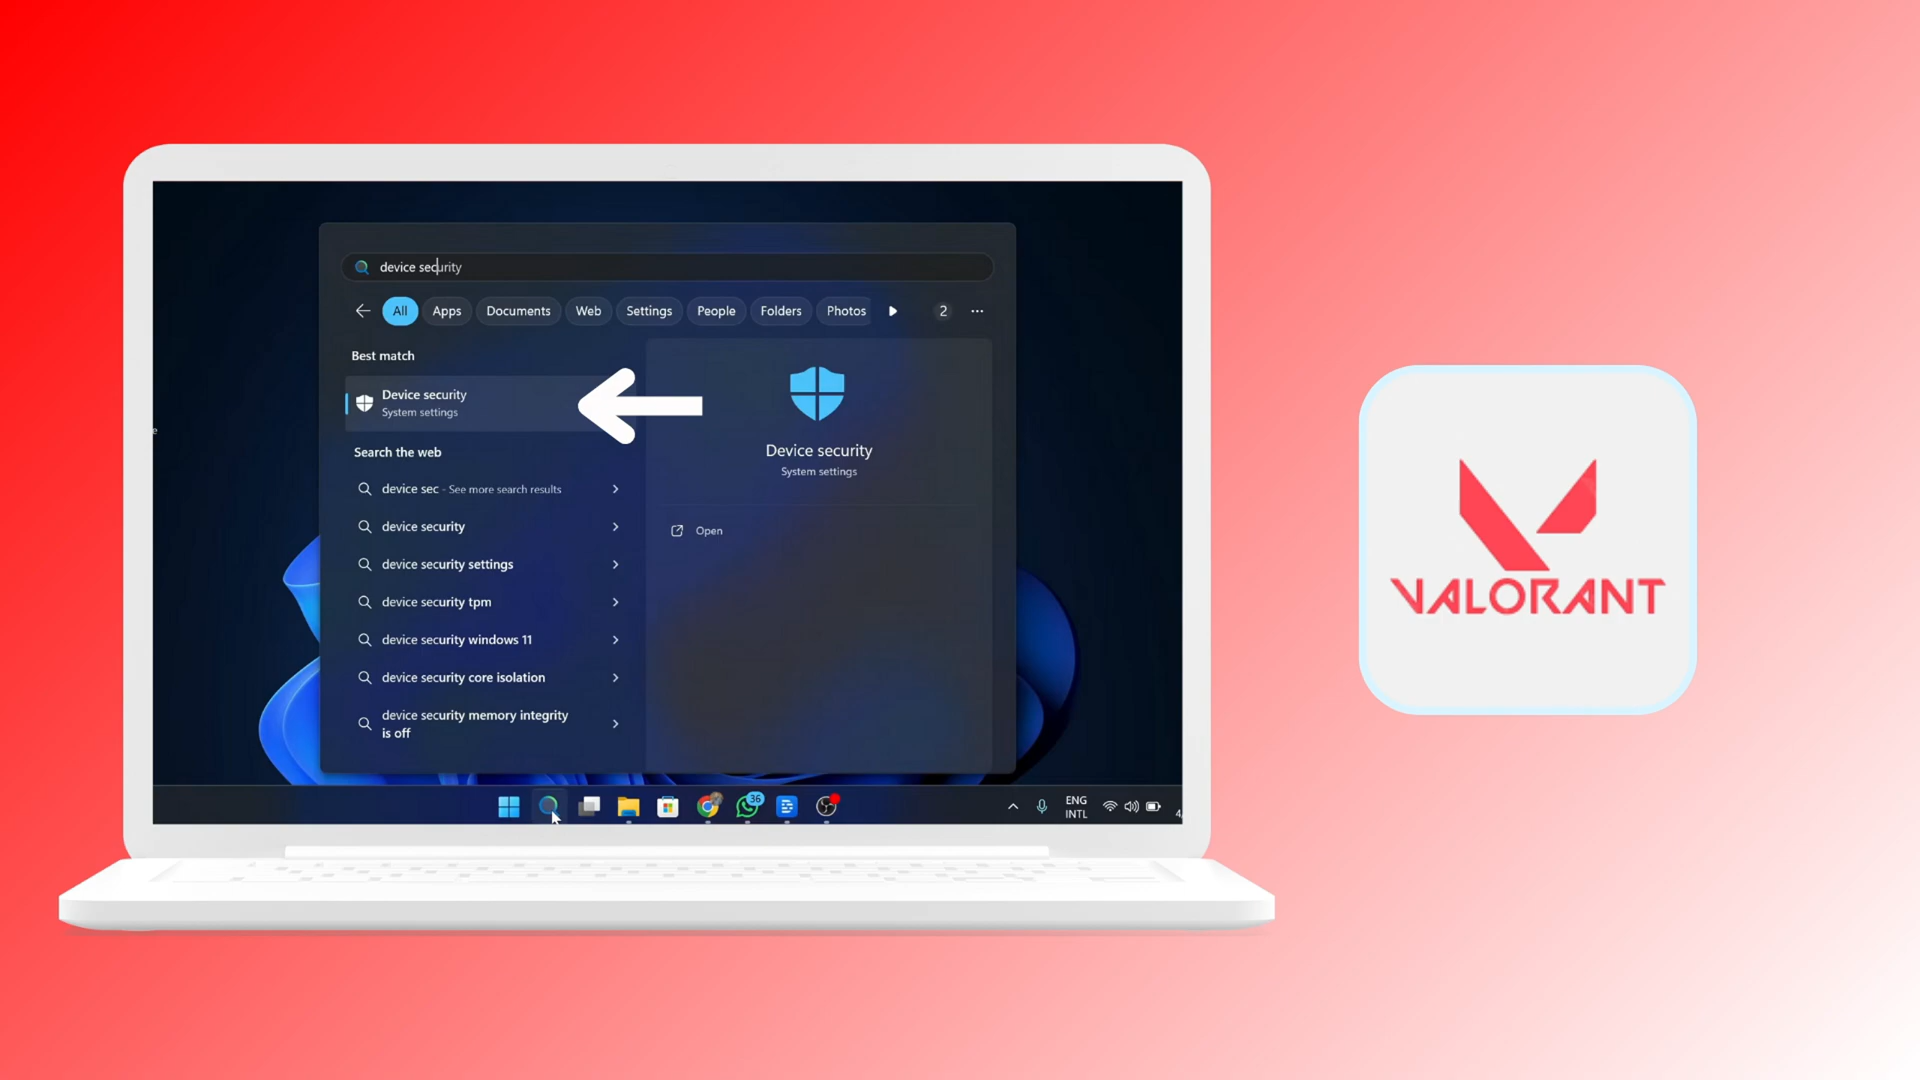 device security
All
Apps
Documents
Web
Settings
People
Folders
Photos
2
Best match
Device security
System settings
Search the web
device sec - See more search results
device security
device security settings
device security tpm
device security windows 11
device security core isolation
device security memory integrity
is off
Device security
System settings
Open
e
36
ENG
INTL
4
VALORANT